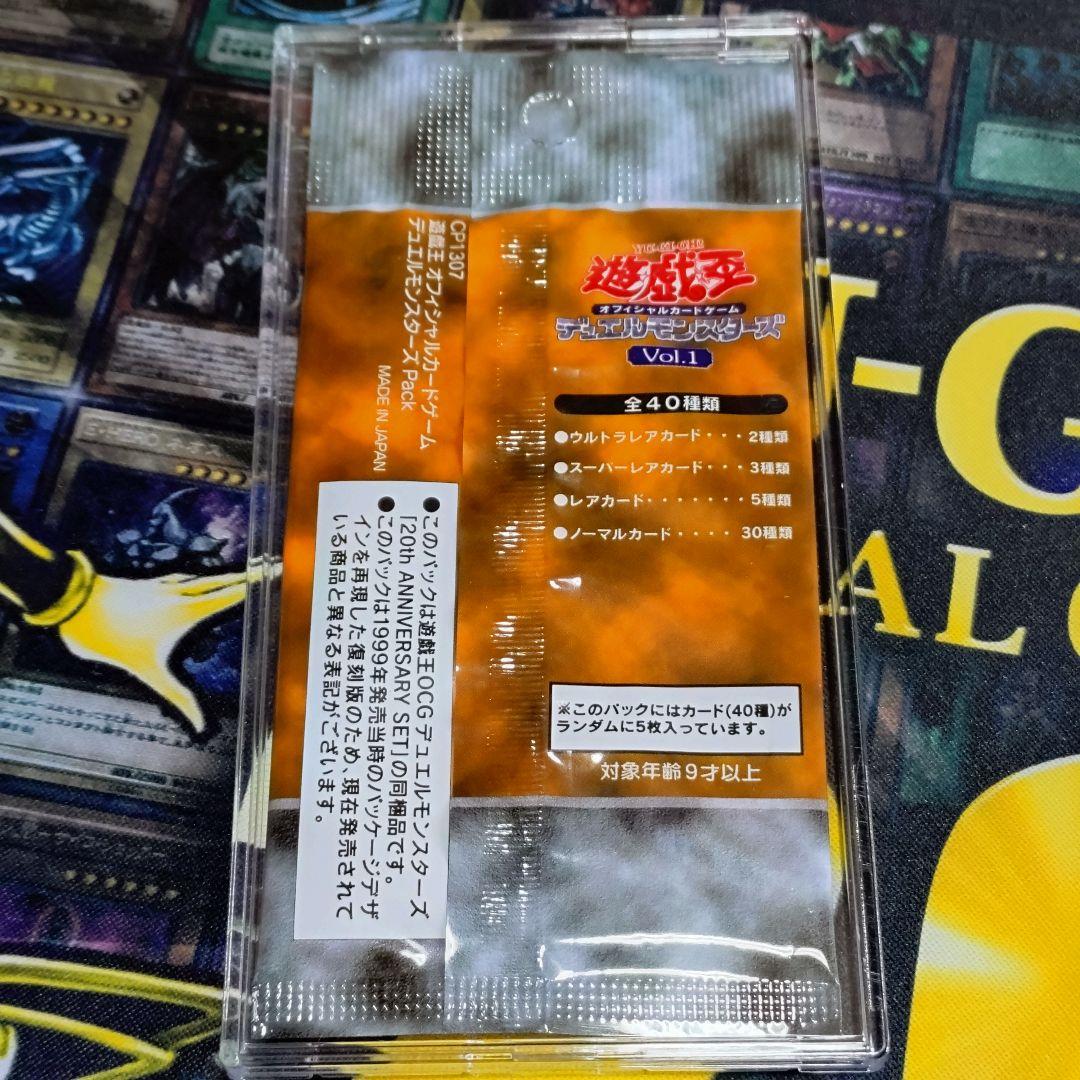 YU-GI-OH
遊戯王
オフィシャルカードゲーム
デュエルモンスターズ
Vol.1
全40種類
●ウルトラレアカード・・・2種類
●スーパーレアカード・・・3種類
●レアカード・・・・・・・5種類
●ノーマルカード・・・・30種類
※このパックにはカード(40種)が
ランダムに5枚入っています。
対象年齢9才以上
CP1307
遊戯王 オフィシャルカードゲーム
デュエルモンスターズ Pack
MADE IN JAPAN
●このパックは遊戯王OCG デュエルモンスターズ
「20th ANNIVERSARY SET」の同梱品です。
●このパックは1999年発売当時のパッケージデザ
インを再現した復刻版のため、現在発売されて
いる商品と異なる表記がございます。
-G
AL
E・HERO